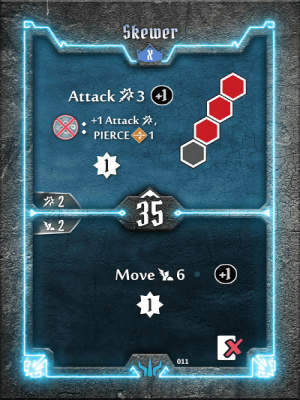 Skewer
X
Attack 3 +1
+1 Attack ,
PIERCE 1
1
2
35
2
Move 6 +1
1
011